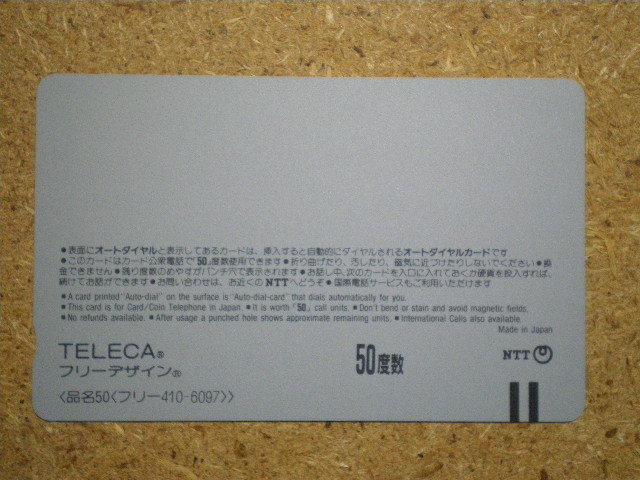 ●表面にオートダイヤルと表示してあるカードは、挿入すると自動的にダイヤルされるオートダイヤルカードです
●このカードはカード公衆電話で"50"度数使用できます●折り曲げたり、汚したり、磁気に近づけたりしないでください●換
金できません●残り度数のめやすがパンチ穴で表示されます●お話し中、次のカードを入口に入れておくか硬貨を投入すれば、
続けてお話ができます●お問い合わせは、お近くのNTTへどうぞ●国際電話サービスもご利用いただけます
●A card printed "Auto-dial" on the surface is "Auto-dial-card" that dials automatically for you.
●This card is for Card/Coin Telephone in Japan. ●It is worth "50" call units. ●Don't bend or stain and avoid magnetic fields.
●No refunds available. ●After usage a punched hole shows approximate remaining units. ●International Calls also available.
Made in Japan
TELECA®
フリーデザイン®
50度数
NTT
〈品名50〈フリー410-6097〉〉